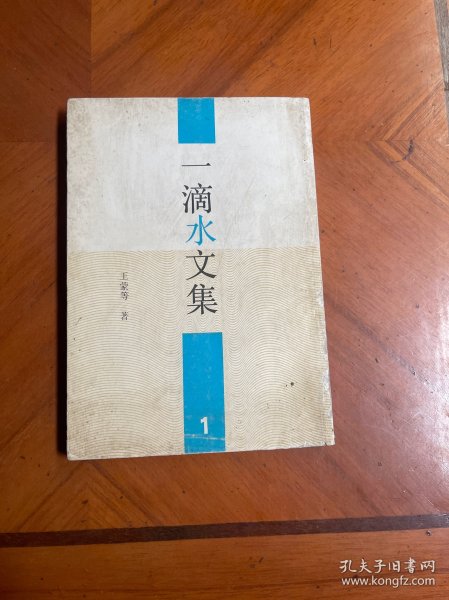 一滴水文集
王蒙等 著
1
孔夫子旧书网
www.kongfz.com